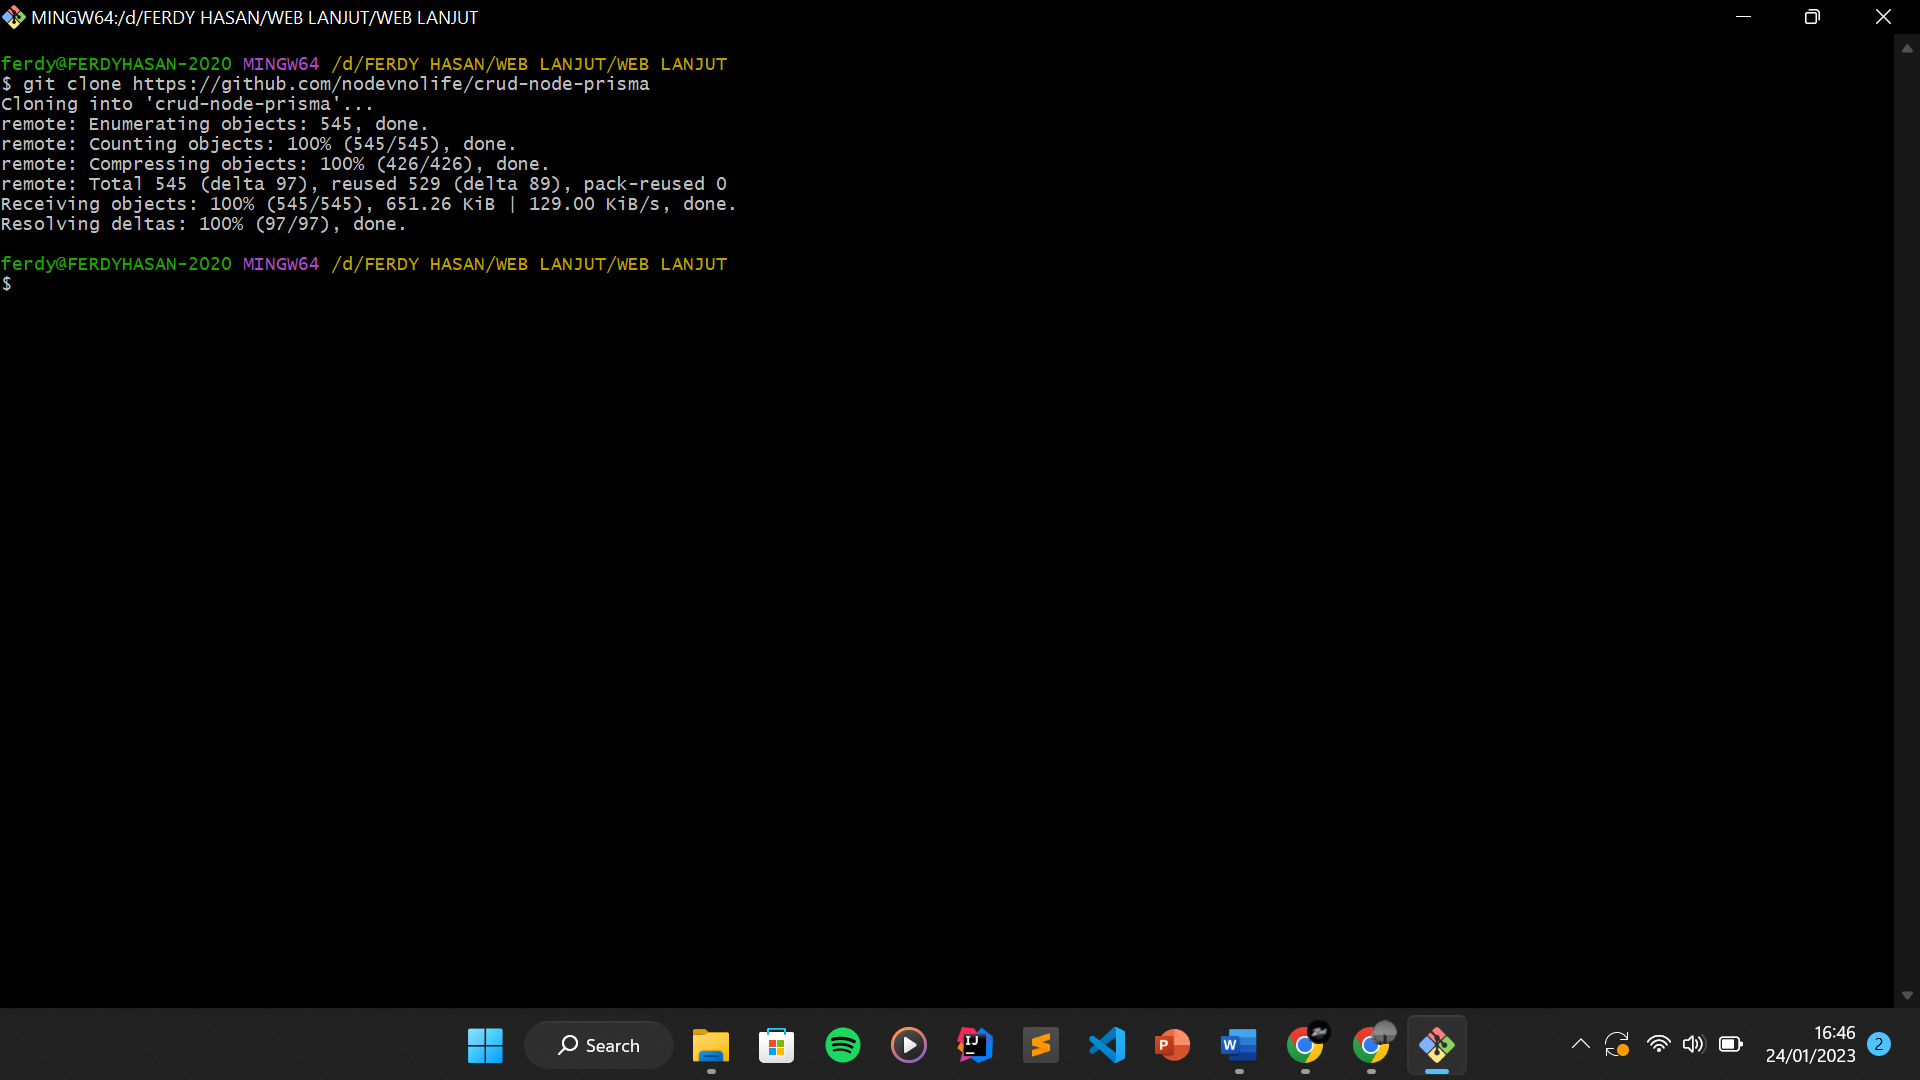 MINGW64:/d/FERDY HASAN/WEB LANJUT/WEB LANJUT
ferdy@FERDYHASAN-2020 MINGW64 /d/FERDY HASAN/WEB LANJUT/WEB LANJUT
$ git clone https://github.com/nodevnolife/crud-node-prisma
Cloning into 'crud-node-prisma'...
remote: Enumerating objects: 545, done.
remote: Counting objects: 100% (545/545), done.
remote: Compressing objects: 100% (426/426), done.
remote: Total 545 (delta 97), reused 529 (delta 89), pack-reused 0
Receiving objects: 100% (545/545), 651.26 KiB | 129.00 KiB/s, done.
Resolving deltas: 100% (97/97), done.
ferdy@FERDYHASAN-2020 MINGW64 /d/FERDY HASAN/WEB LANJUT/WEB LANJUT
$
Search
IJ
P
W
16:46
24/01/2023
2